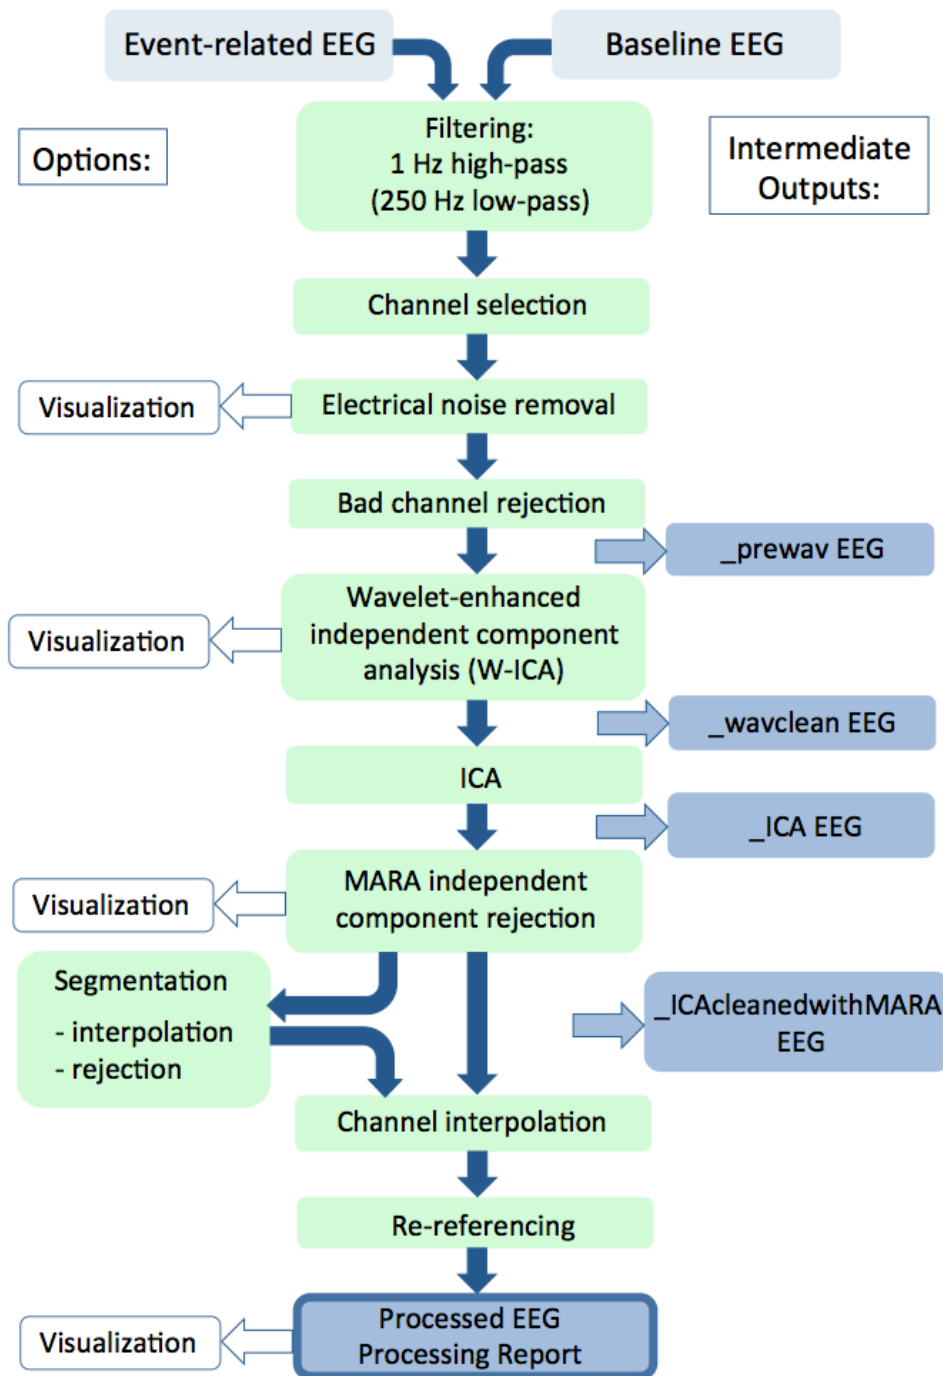 Event-related EEG
Baseline EEG
Options:
Filtering:
1 Hz high-pass
(250 Hz low-pass)
Intermediate
Outputs:
Channel selection
Visualization
Electrical noise removal
Bad channel rejection
_prewav EEG
Visualization
Wavelet-enhanced
independent component
analysis (W-ICA)
_wavclean EEG
ICA
_ICA EEG
Visualization
MARA independent
component rejection
Segmentation
- interpolation
- rejection
_ICAcleanedwithMARA
EEG
Channel interpolation
Re-referencing
Visualization
Processed EEG
Processing Report